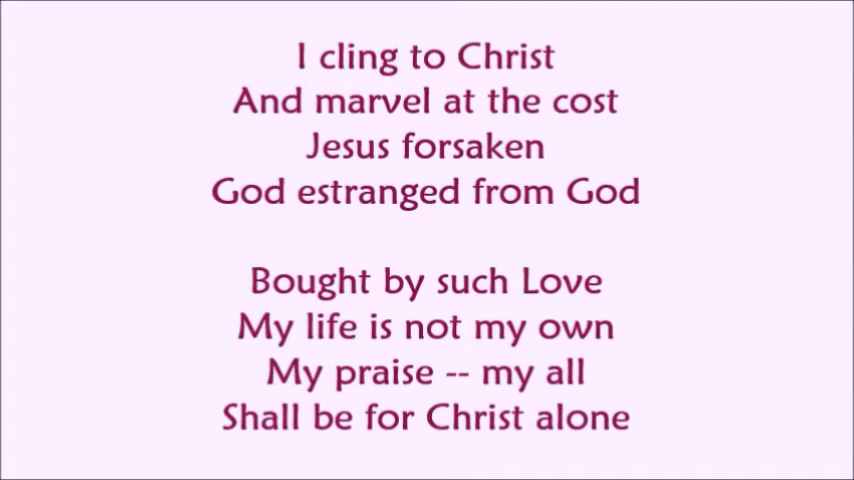 I cling to Christ
And marvel at the cost
Jesus forsaken
God estranged from God
Bought by such Love
My life is not my own
My praise -- my all
Shall be for Christ alone